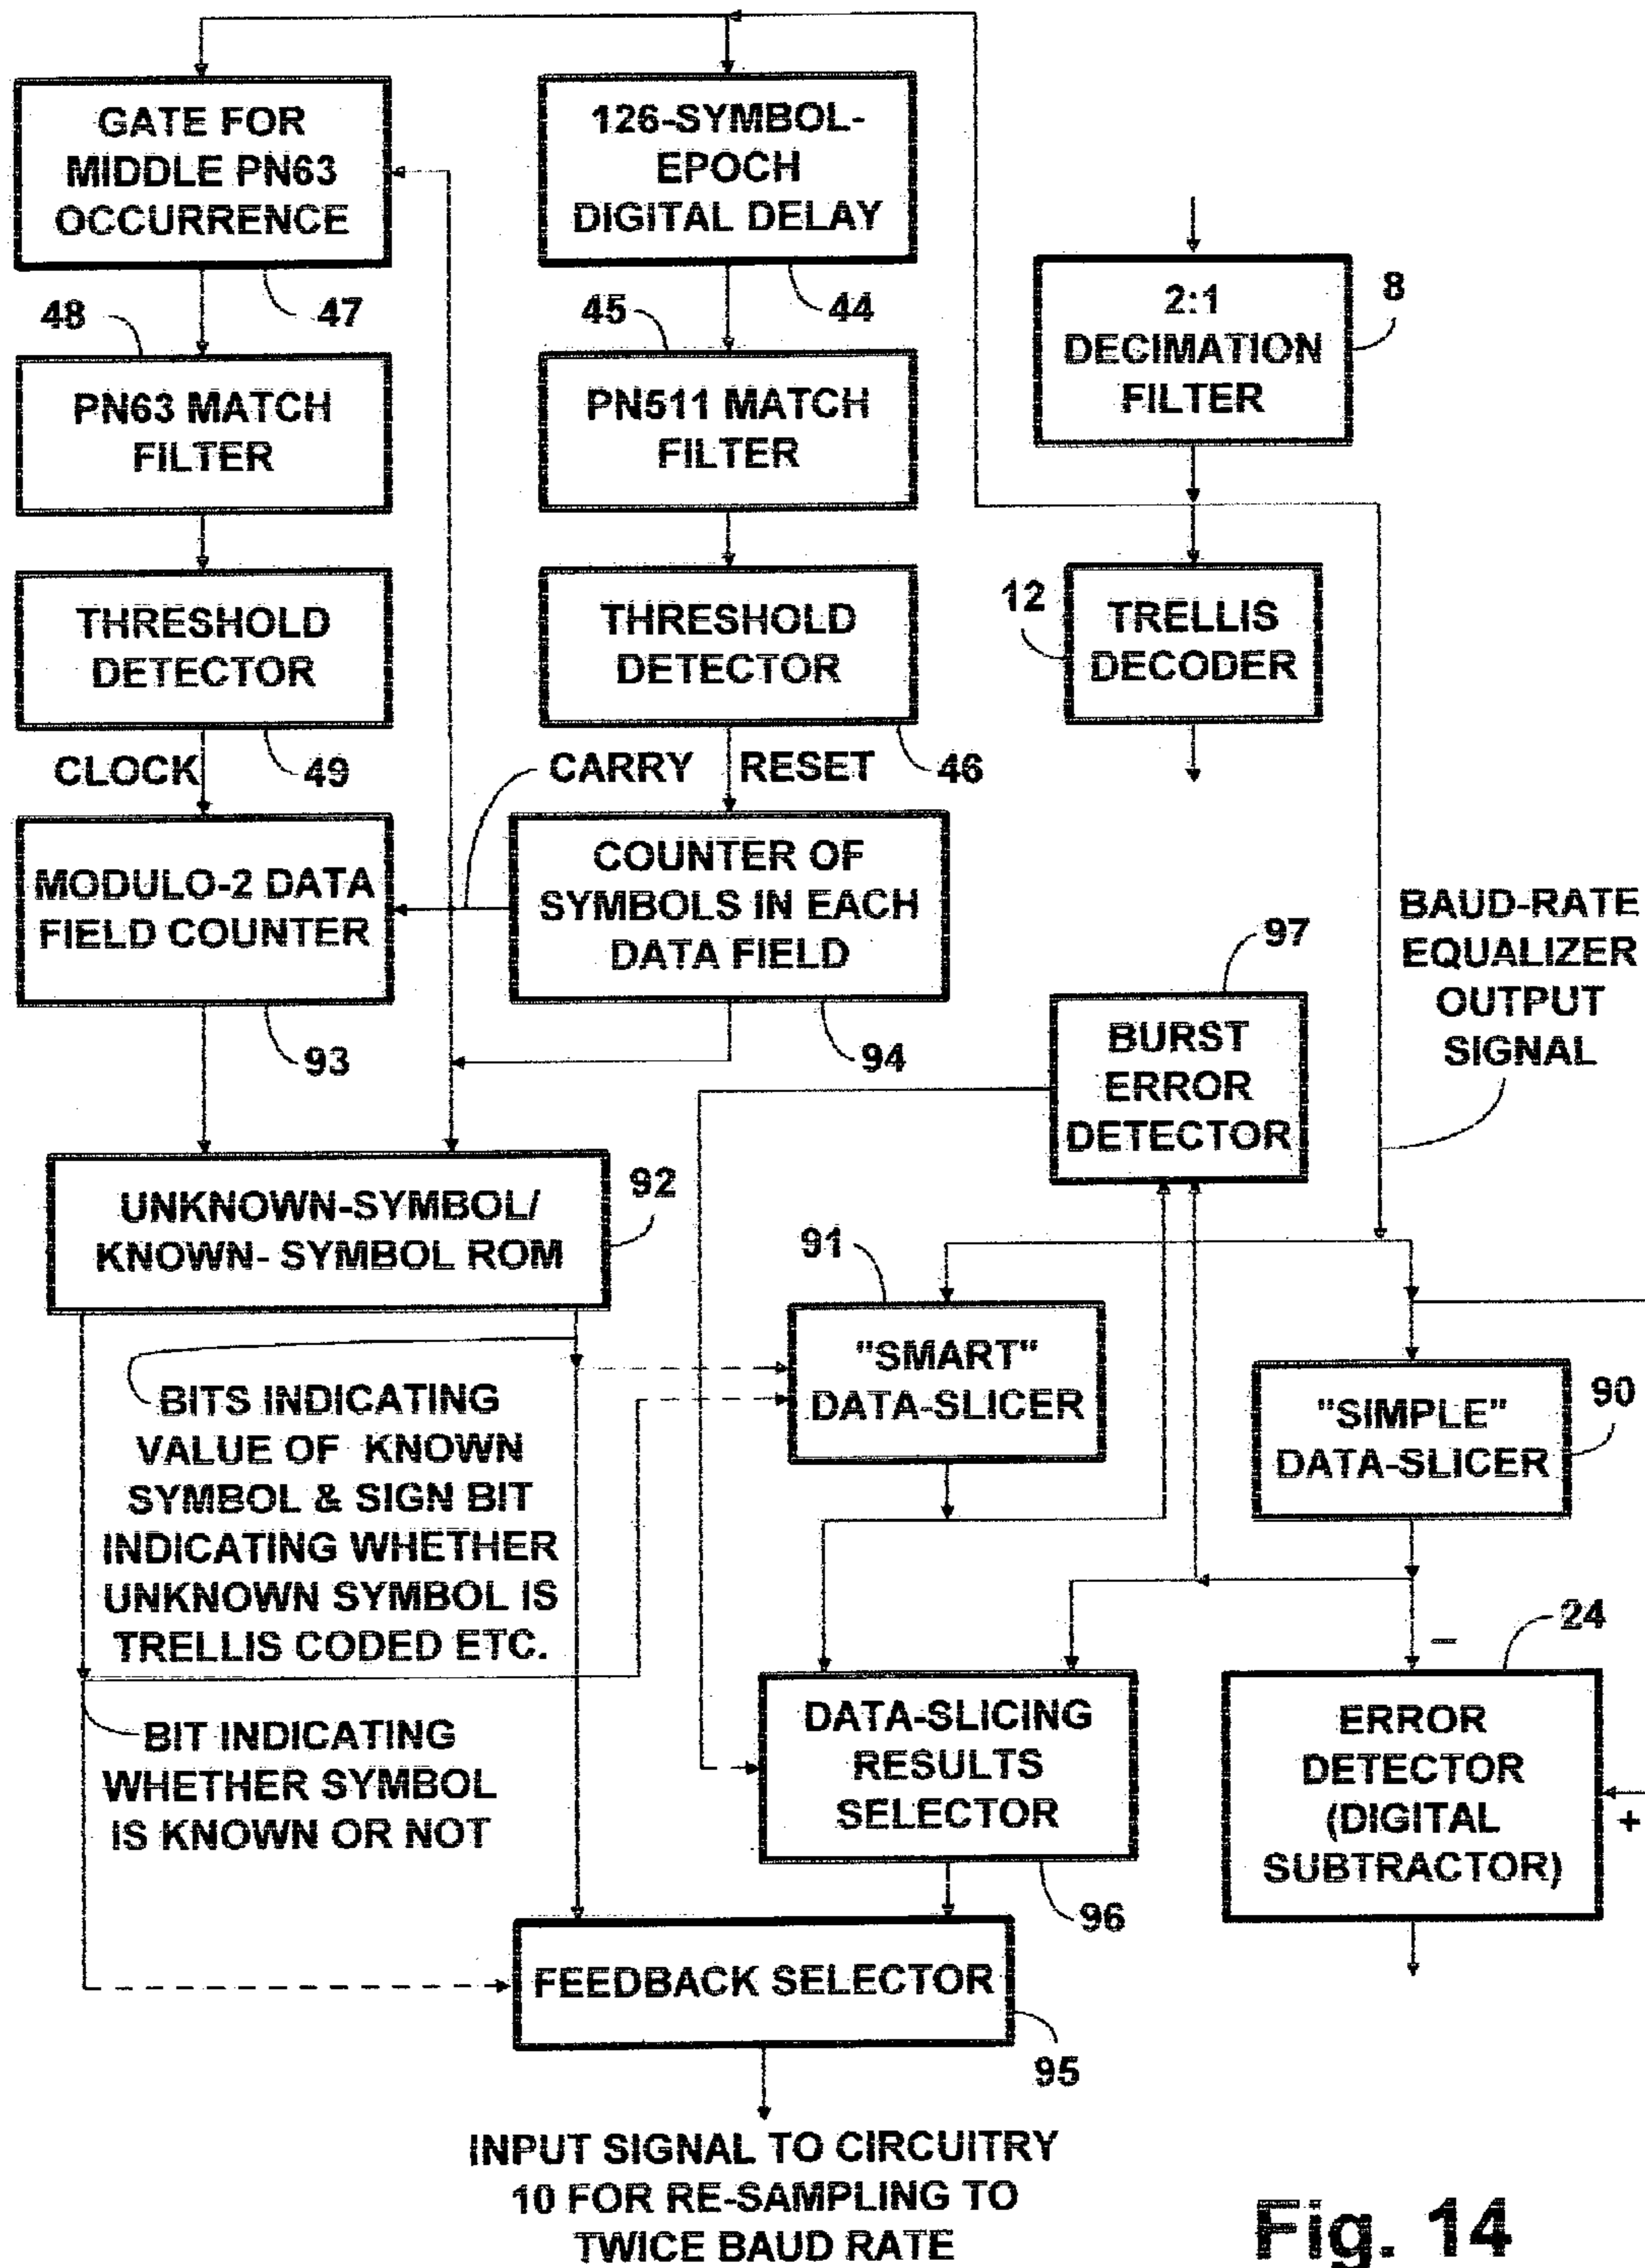 GATE FOR
MIDDLE PN63
OCCURRENCE
47
126-SYMBOL-
EPOCH
DIGITAL DELAY
44
2:1
DECIMATION
FILTER
8
48
PN63 MATCH
FILTER
45
PN511 MATCH
FILTER
THRESHOLD
DETECTOR
49
THRESHOLD
DETECTOR
46
12
TRELLIS
DECODER
CLOCK
CARRY
RESET
MODULO-2 DATA
FIELD COUNTER
93
COUNTER OF
SYMBOLS IN EACH
DATA FIELD
94
BAUD-RATE
EQUALIZER
OUTPUT
SIGNAL
97
BURST
ERROR
DETECTOR
UNKNOWN-SYMBOL/
KNOWN- SYMBOL ROM
92
91
"SMART"
DATA-SLICER
"SIMPLE"
DATA-SLICER
90
BITS INDICATING
VALUE OF KNOWN
SYMBOL & SIGN BIT
INDICATING WHETHER
UNKNOWN SYMBOL IS
TRELLIS CODED ETC.
BIT INDICATING
WHETHER SYMBOL
IS KNOWN OR NOT
DATA-SLICING
RESULTS
SELECTOR
96
–
24
ERROR
DETECTOR
(DIGITAL
SUBTRACTOR)
+
FEEDBACK SELECTOR
95
INPUT SIGNAL TO CIRCUITRY
10 FOR RE-SAMPLING TO
TWICE BAUD RATE
Fig. 14